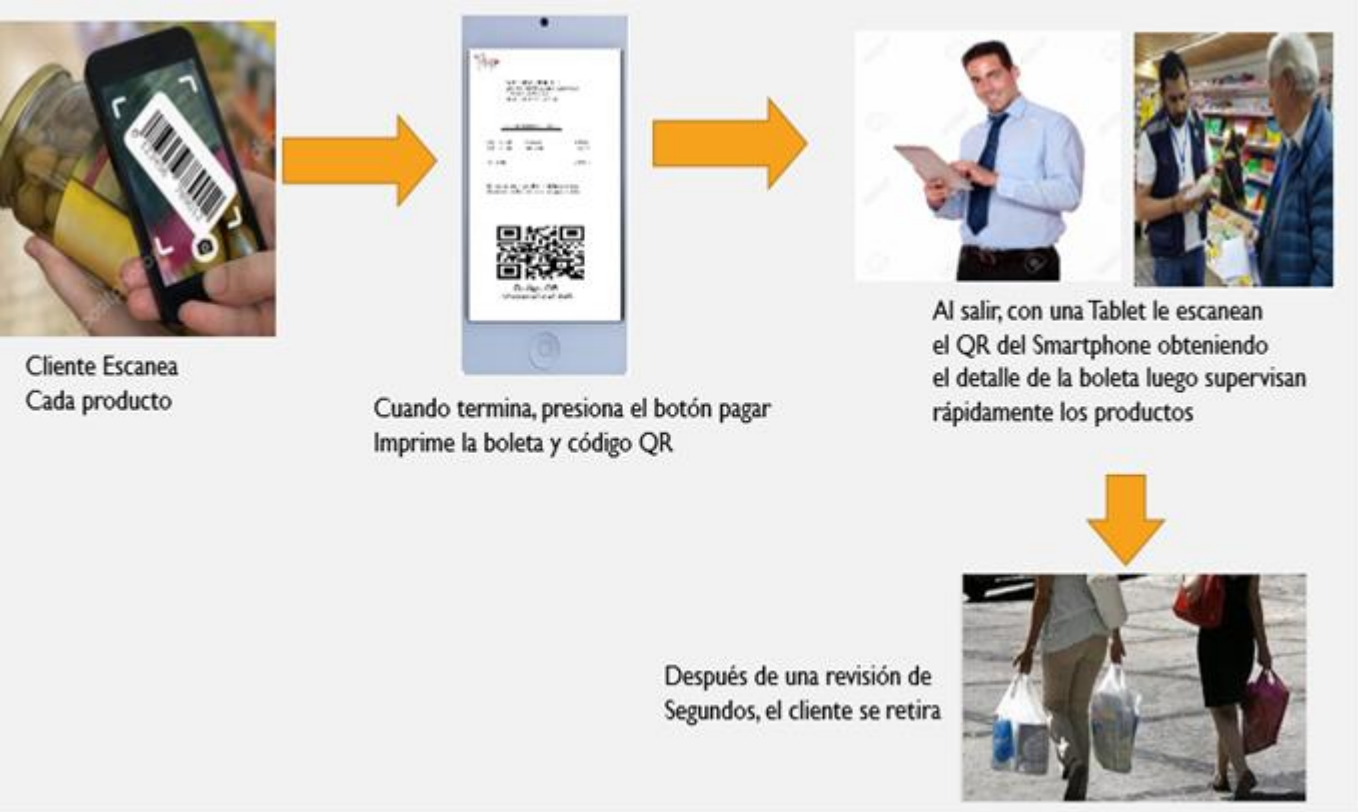 Cliente Escanea
Cada producto
Cuando termina, presiona el botón pagar
Imprime la boleta y código QR
Al salir, con una Tablet le escanean
el QR del Smartphone obteniendo
el detalle de la boleta luego supervisan
rápidamente los productos
Después de una revisión de
Segundos, el cliente se retira